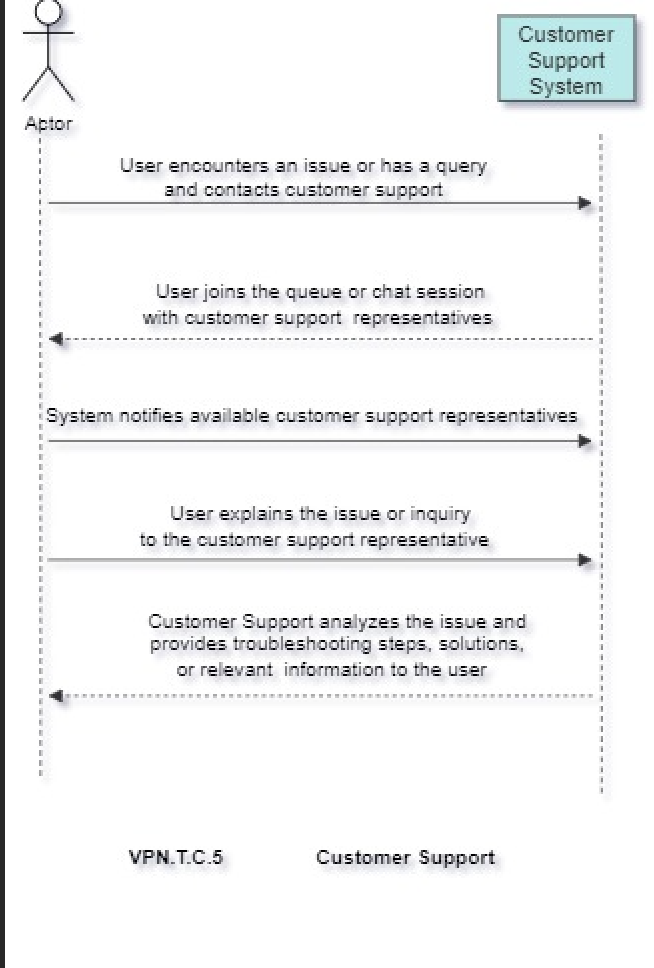 Customer
Support
System
Actor
User encounters an issue or has a query
and contacts customer support
User joins the queue or chat session
with customer support representatives
System notifies available customer support representatives
User explains the issue or inquiry
to the customer support representative
Customer Support analyzes the issue and
provides troubleshooting steps, solutions,
or relevant information to the user
VPN.T.C.5 Customer Support